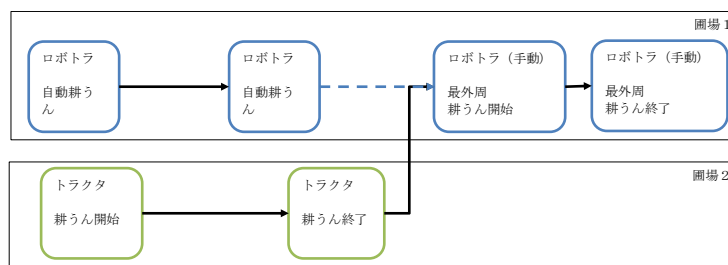 圃場1
ロボトラ
自動耕う
ん
ロボトラ
自動耕う
ん
ロボトラ（手動）
最外周
耕うん開始
ロボトラ（手動）
最外周
耕うん終了
圃場2
トラクタ
耕うん開始
トラクタ
耕うん終了